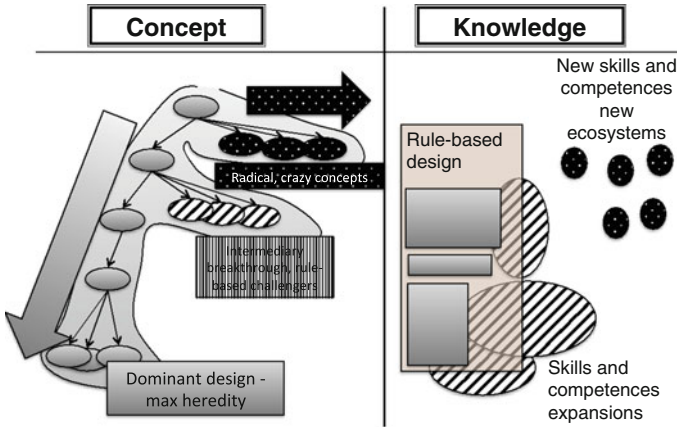 Concept
Knowledge
New skills and
competences
new
ecosystems
Rule-based
design
Radical, crazy concepts
Intermediary
breakthrough, rule-
based challengers
Dominant design -
max heredity
Skills and
competences
expansions